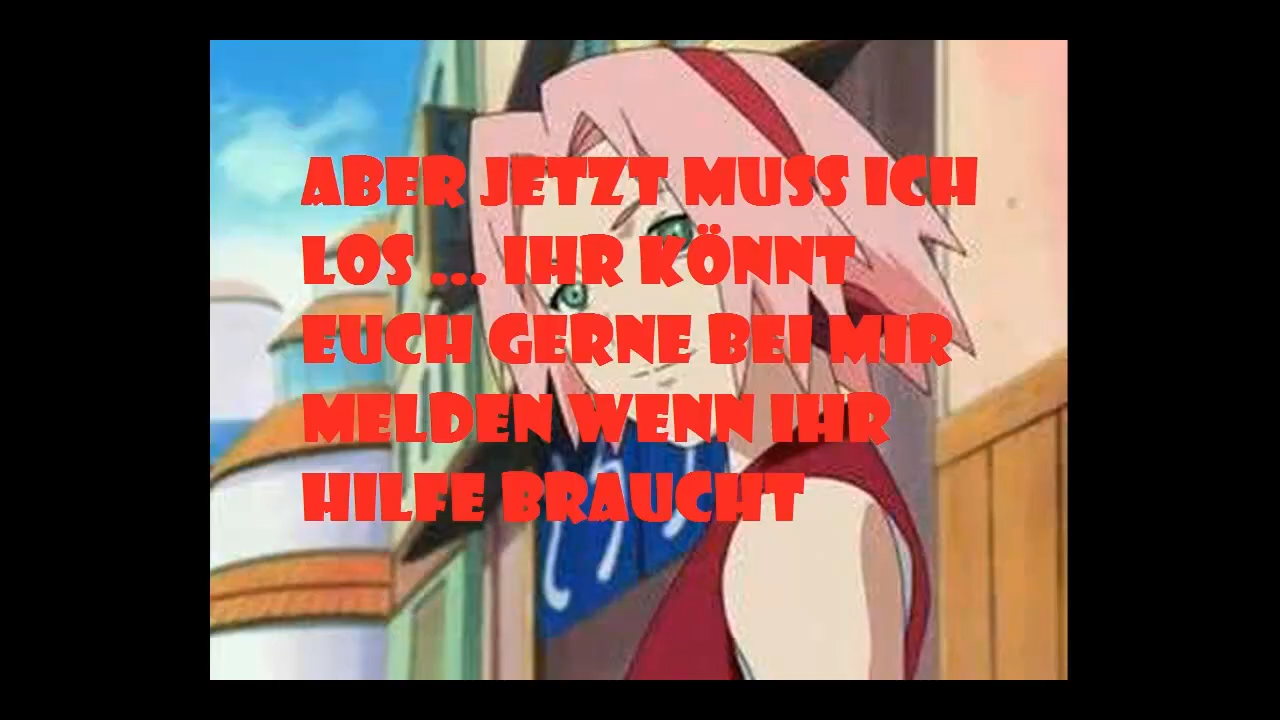 ABER JETZT MUSS ICH
LOS ... IHR KÖNNT
EUCH GERNE BEI MIR
MELDEN WENN IHR
HILFE BRAUCHT